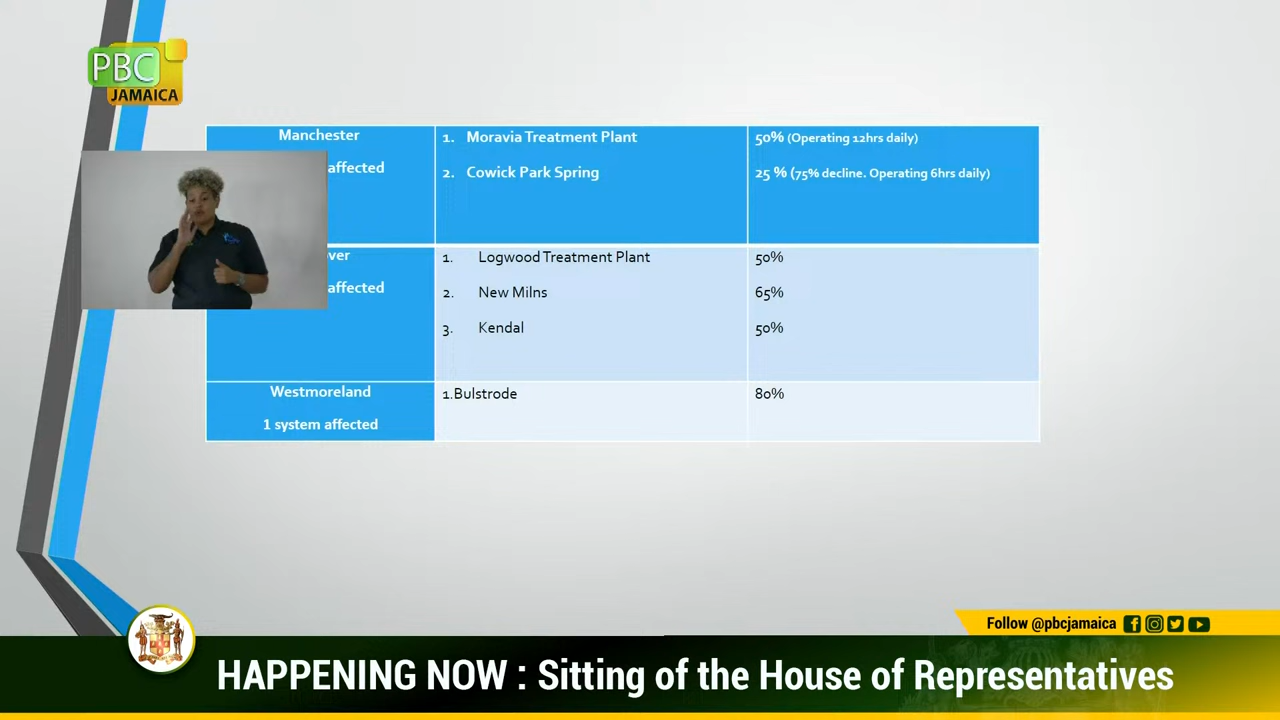 PBC
JAMAICA
Manchester
affected
1. Moravia Treatment Plant
2. Cowick Park Spring
50% (Operating 12hrs daily)
25 % (75% decline. Operating 6hrs daily)
ver
affected
1. Logwood Treatment Plant
2. New Milns
3. Kendal
50%
65%
50%
Westmoreland
1 system affected
1.Bulstrode
80%
Follow @pbcjamaica
HAPPENING NOW : Sitting of the House of Representatives